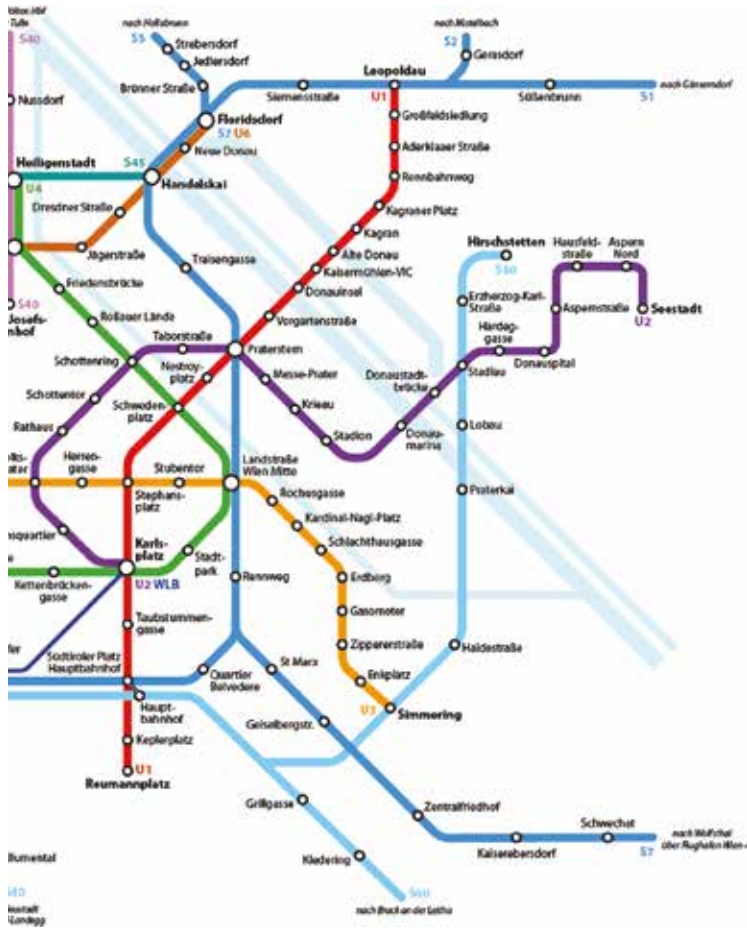 nach Hollabrunn
S40
S3
Strebersdorf
Jedlersdorf
Brünner Straße
nach Mistelbach
S2
Gerasdorf
Leopoldau
U1
Siemensstraße
Süßenbrunn
nach Gänserndorf
S1
Nussdorf
Floridsdorf
S7 U6
Neue Donau
Großfeldsiedlung
Aderklaaer Straße
Rennbahnweg
Heiligenstadt
U4
S45
Handelskai
Dresdner Straße
Jägerstraße
Kagraner Platz
Kagran
Alte Donau
Kaisermühlen-VIC
Donauinsel
Vorgartenstraße
Traisengasse
Friedensbrücke
S40
Roßauer Lände
Hirschstetten
S80
Hausfeld-
straße
Aspern
Nord
Erzherzog-Karl-
Straße
Aspernstraße
Seestadt
U2
Hardeg-
gasse
Donauspital
Stadlau
Taborstraße
Praterstern
Schottenring
Nestroy-
platz
Messe-Prater
Krieau
Stadion
Donaustadt-
brücke
Donau-
marina
Lobau
Praterkai
Schottentor
Schweden-
platz
Rathaus
Herren-
gasse
Stubentor
Landstraße
Wien Mitte
Stephans-
platz
Rochusgasse
Kardinal-Nagl-Platz
Schlachthausgasse
Erdberg
Gasometer
Zippererstraße
Enkplatz
U3
Simmering
Haidestraße
Karls-
platz
U2 WLB
Stadt-
park
Kettenbrücken-
gasse
Rennweg
Taubstummen-
gasse
Südtiroler Platz
Hauptbahnhof
Quartier
Belvedere
St Marx
Geiselbergstr.
Haupt-
bahnhof
Keplerplatz
U1
Reumannplatz
Grillgasse
Kledering
Zentralfriedhof
Kaiserebersdorf
Schwechat
S7
nach Wolfsthal
über Flughafen Wien
S60
nach Bruck an der Leitha